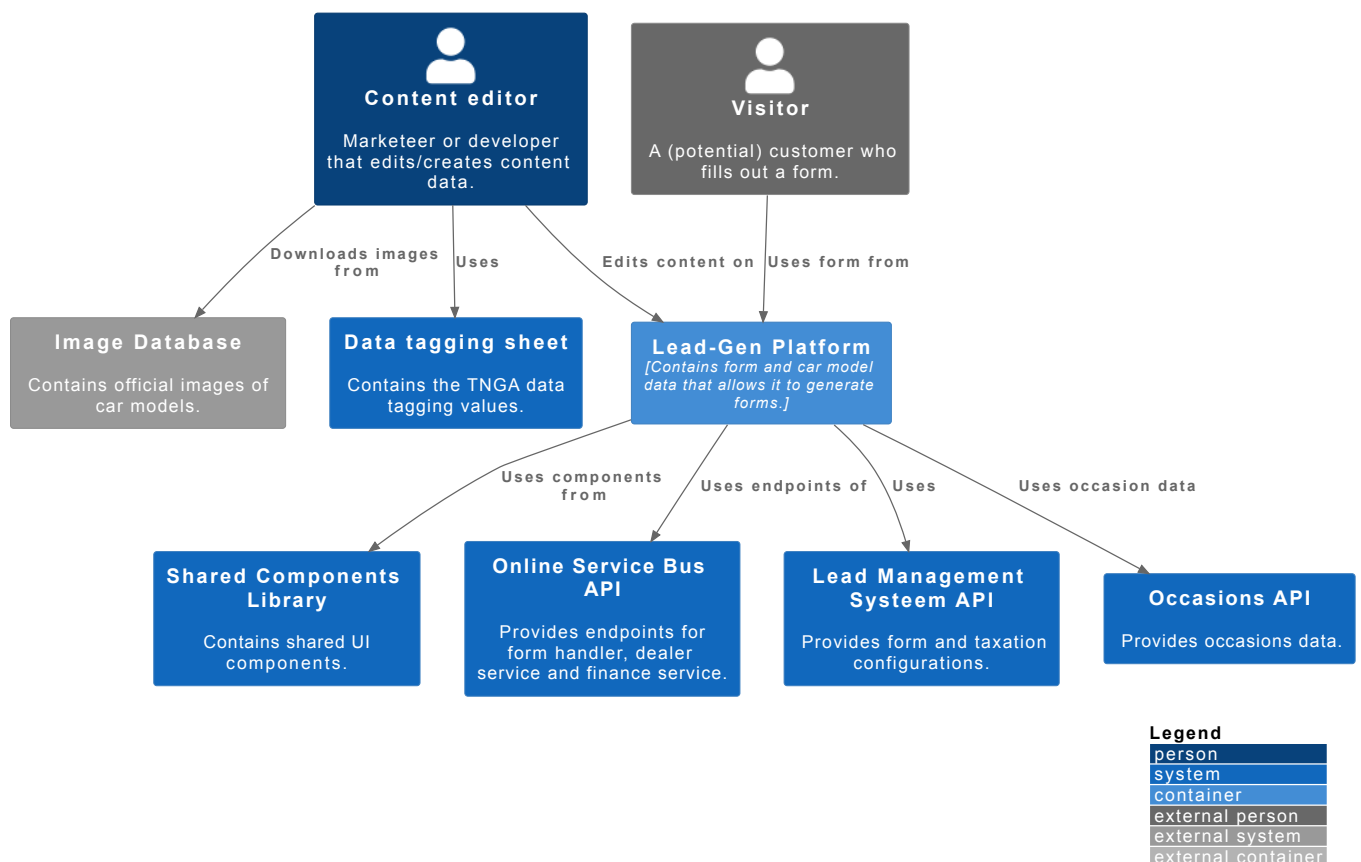 Content editor
Marketeer or developer
that edits/creates content
data.
Visitor
A (potential) customer who
fills out a form.
Downloads images
from
Uses
Edits content on
Uses form from
Image Database
Contains official images of
car models.
Data tagging sheet
Contains the TNGA data
tagging values.
Lead-Gen Platform
[Contains form and car model
data that allows it to generate
forms.]
Uses components
from
Uses endpoints of
Uses
Uses occasion data
Shared Components
Library
Contains shared UI
components.
Online Service Bus
API
Provides endpoints for
form handler, dealer
service and finance service.
Lead Management
Systeem API
Provides form and taxation
configurations.
Occasions API
Provides occasions data.
Legend
person
system
container
external person
external system
external container